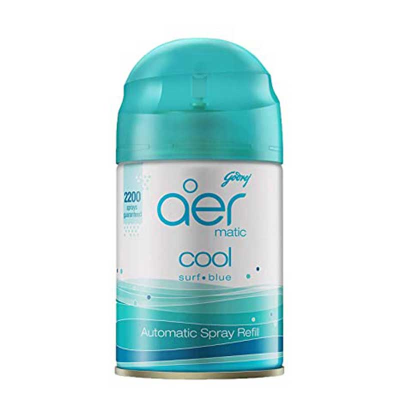 Godrej
2200
sprays
guaranteed
aer
matic
cool
surf•blue
Automatic Spray Refill